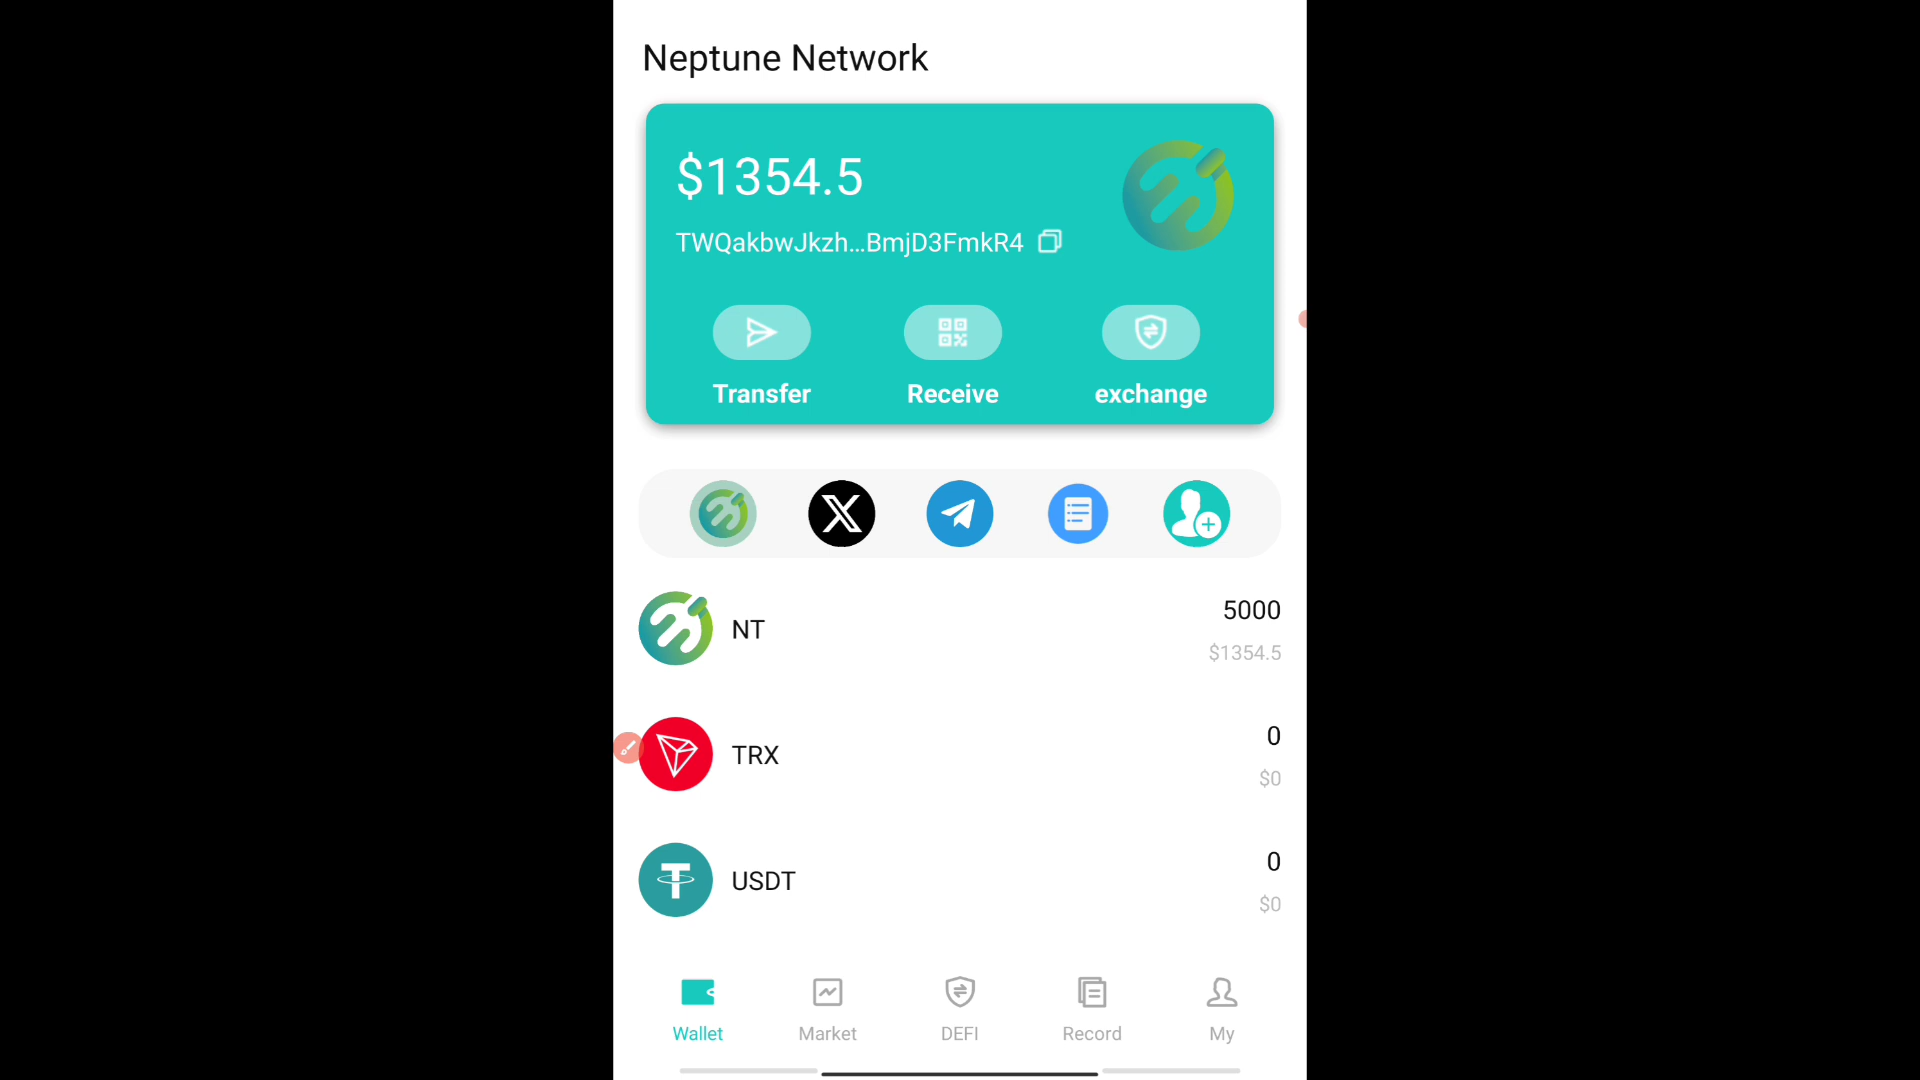 Neptune Network
$1354.5
TWQakbwJkzh...BmjD3FmkR4
Transfer Receive exchange
NT 5000
$1354.5
TRX 0
$0
USDT 0
$0
Wallet Market DEFI Record My